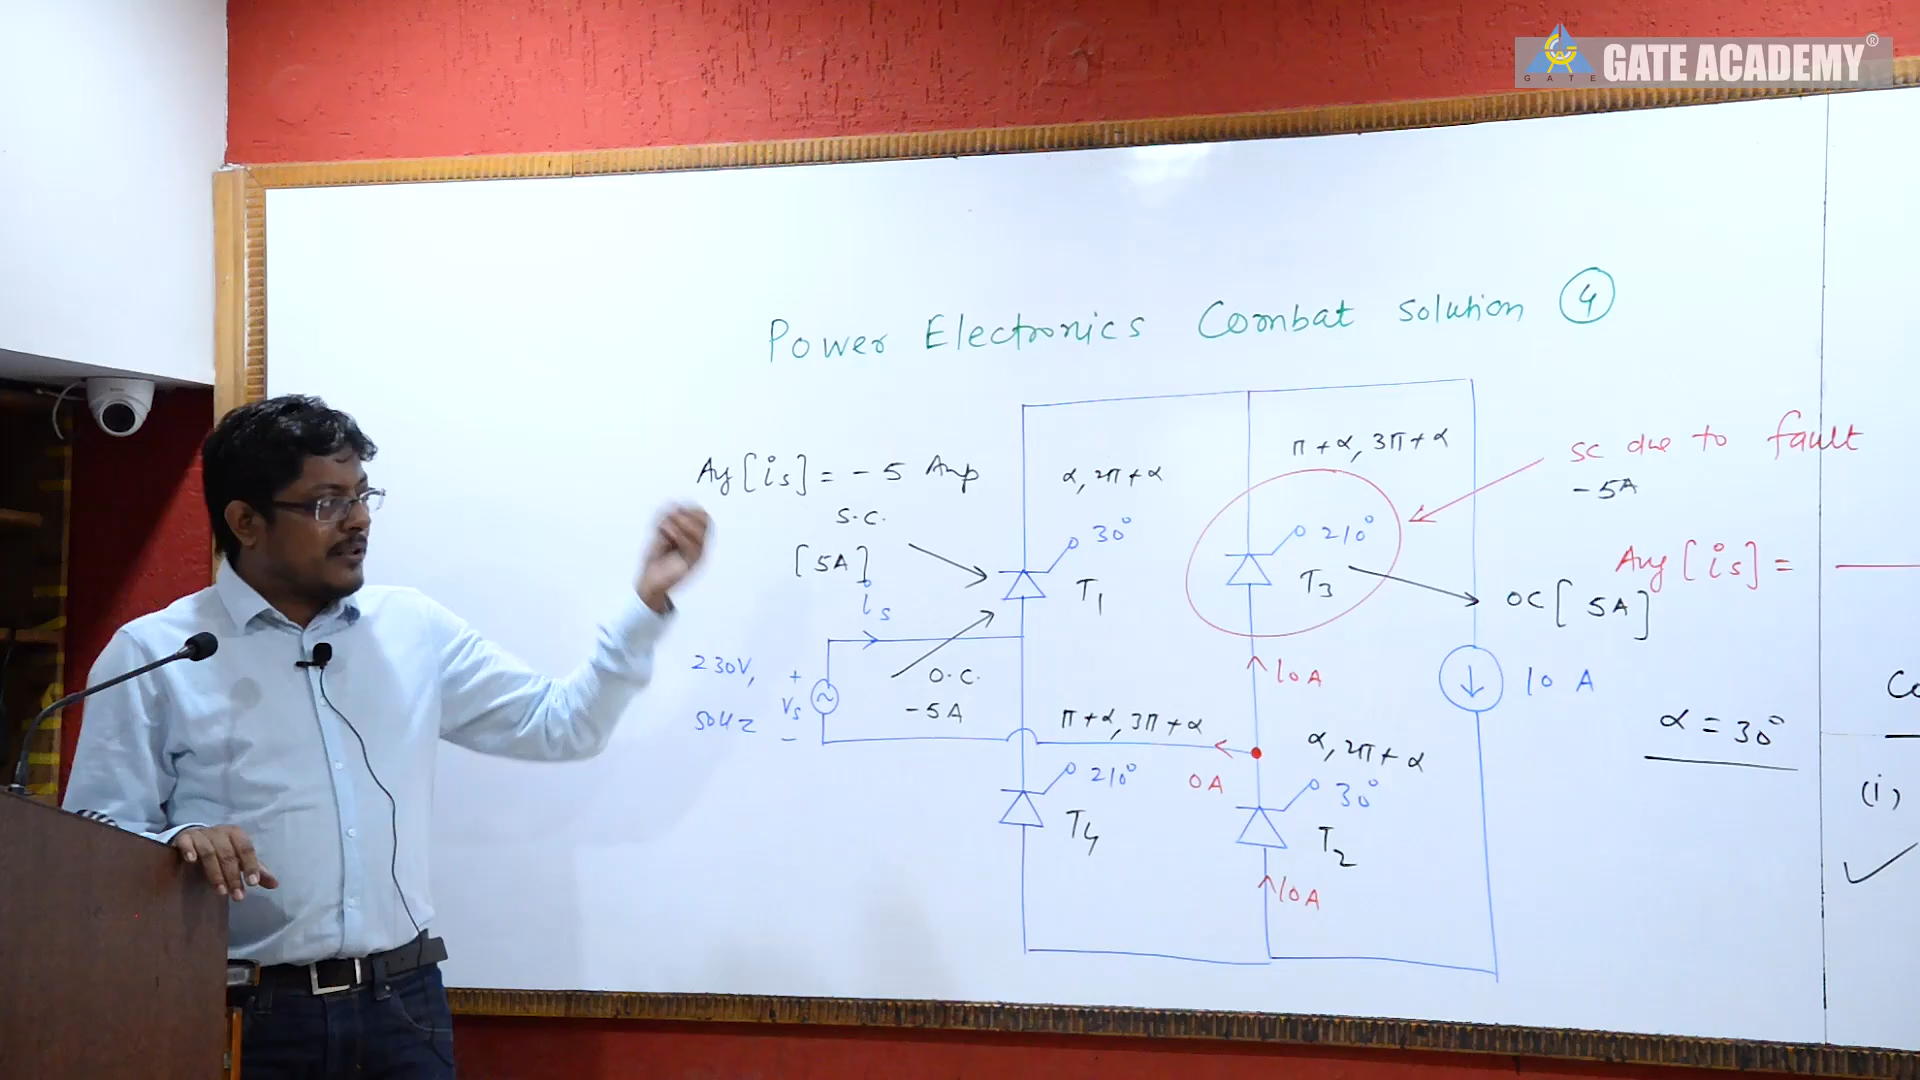 GATE ACADEMY®
GATE
Power Electronics Combat solution ④
π+α, 3π+α
sc due to fault
-5A
Avg[is] = -5 Amp
α, 2π+α
S.C.
[5A]
30°
T1
210°
T3
Avg[is] =
OC [5A]
is
230V,
50Hz
+
Vs
-
O.C.
-5A
10A
10 A
α = 30°
π+α, 3π+α
α, 2π+α
0A
210°
T4
30°
T2
(i)
10A